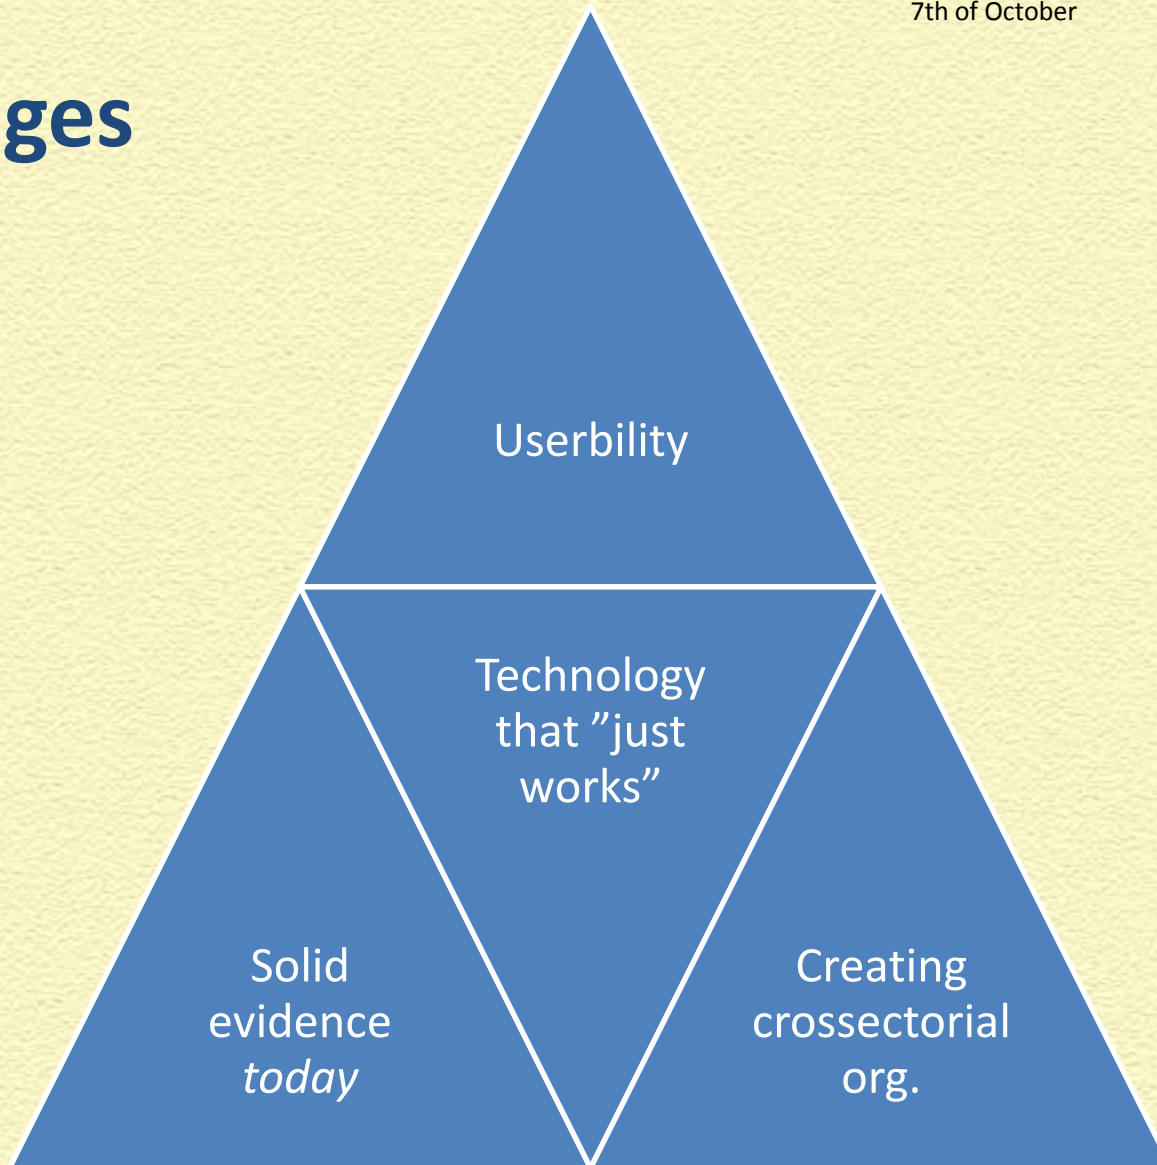 7th of October
ges
Userbility
Technology
that ”just
works”
Solid
evidence
today
Creating
crossectorial
org.